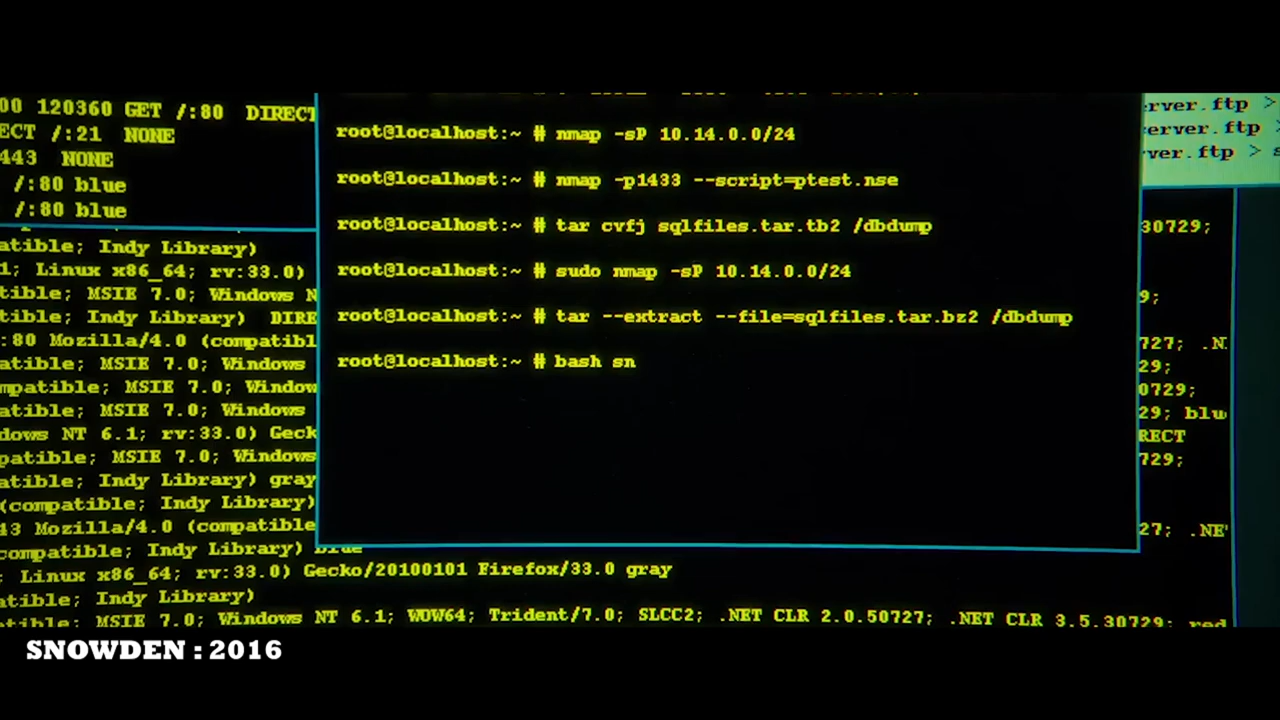 00 120360 GET /:80 DIRECT
ECT /:21 NONE
443 NONE
/:80 blue
/:80 blue
root@localhost:~ # nmap -sP 10.14.0.0/24
root@localhost:~ # nmap -p1433 --script=ptest.nse
root@localhost:~ # tar cvfj sqlfiles.tar.tb2 /dbdump
root@localhost:~ # sudo nmap -sP 10.14.0.0/24
root@localhost:~ # tar --extract --file=sqlfiles.tar.bz2 /dbdump
root@localhost:~ # bash sn
erver.ftp >
erver.ftp >
ver.ftp > s
atible; Indy Library)
1; Linux x86_64; rv:33.0)
tible; MSIE 7.0; Windows N
tible; Indy Library) DIRE
:80 Mozilla/4.0 (compatibl
atible; MSIE 7.0; Windows
mpatible; MSIE 7.0; Window
atible; MSIE 7.0; Windows
dows NT 6.1; rv:33.0) Geck
patible; MSIE 7.0; Windows
atible; Indy Library) gray
(compatible; Indy Library)
43 Mozilla/4.0 (compatible
compatible; Indy Library) blue
; Linux x86_64; rv:33.0) Gecko/20100101 Firefox/33.0 gray
atible; Indy Library)
atible; MSIE 7.0; Windows NT 6.1; WOW64; Trident/7.0; SLCC2; .NET CLR 2.0.50727; .NET CLR 3.5.30729; red
30729;
9;
727; .N
29;
0729;
29; blu
RECT
729;
27; .NE
SNOWDEN : 2016